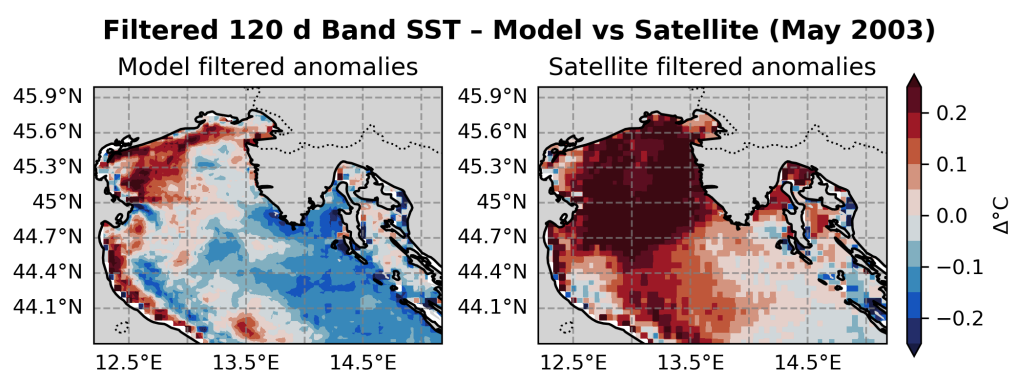 Filtered 120 d Band SST – Model vs Satellite (May 2003)
Model filtered anomalies
Satellite filtered anomalies
45.9°N
45.6°N
45.3°N
45°N
44.7°N
44.4°N
44.1°N
12.5°E 13.5°E 14.5°E
45.9°N
45.6°N
45.3°N
45°N
44.7°N
44.4°N
44.1°N
12.5°E 13.5°E 14.5°E
0.2
0.1
0.0
−0.1
−0.2
Δ°C